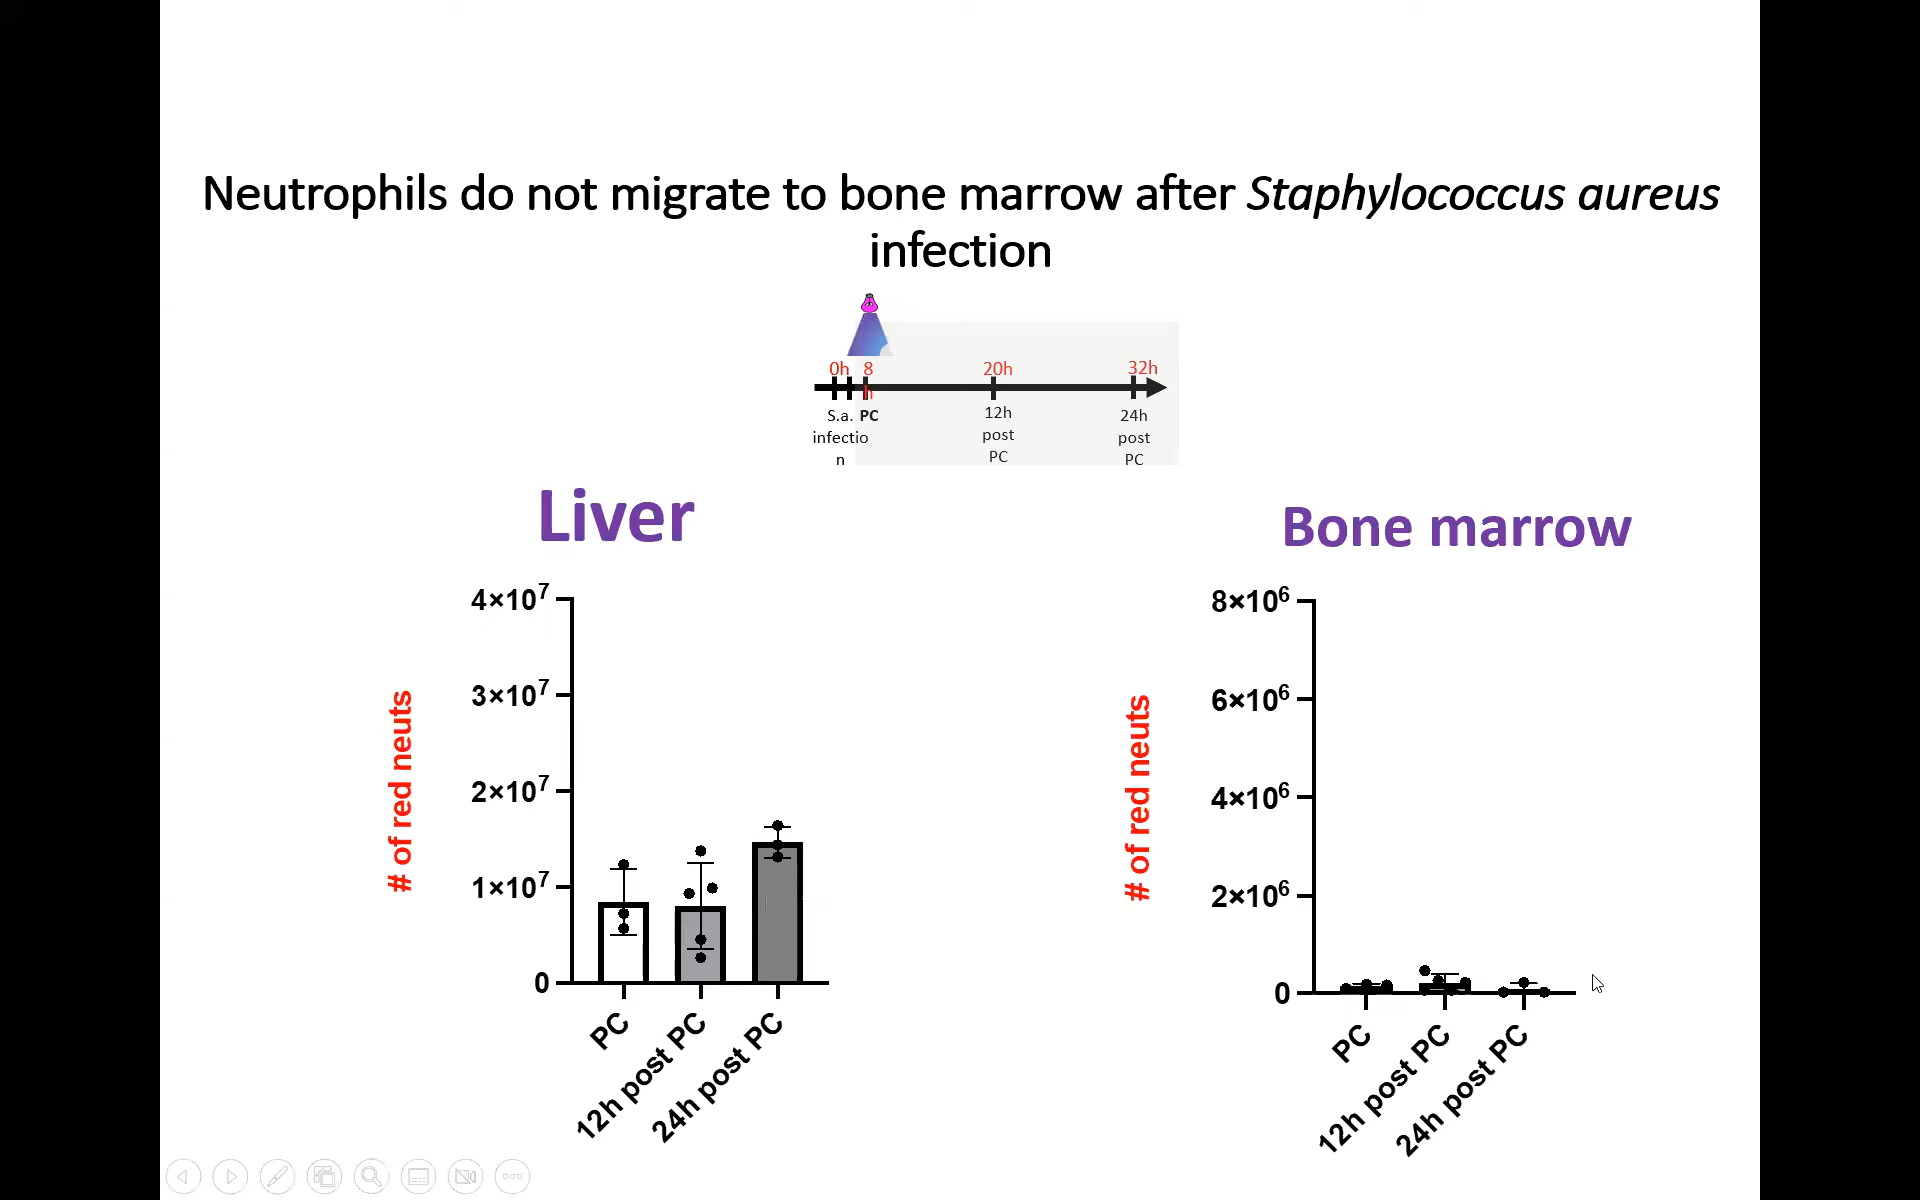 Neutrophils do not migrate to bone marrow after Staphylococcus aureus
infection
0h 8 20h 32h
h
S.a. PC 12h 24h
infectio post post
n PC PC
Liver
Bone marrow
# of red neuts
4×10⁷
3×10⁷
2×10⁷
1×10⁷
0
PC
12h post PC
24h post PC
# of red neuts
8×10⁶
6×10⁶
4×10⁶
2×10⁶
0
PC
12h post PC
24h post PC